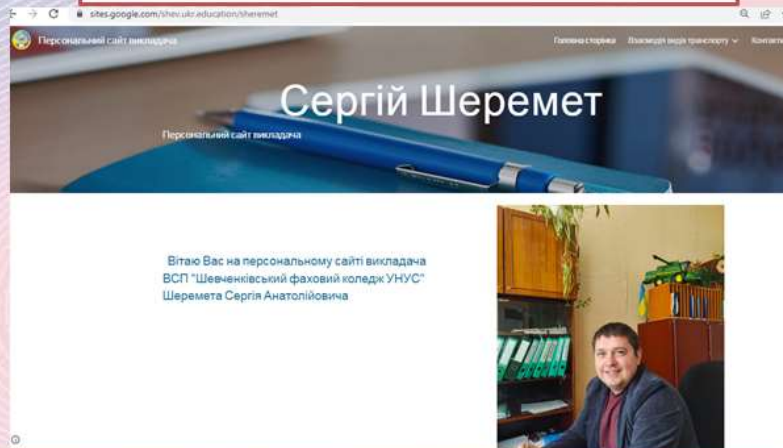 sites.google.com/shev.ukr.education/sheremet
Персональний сайт викладача
Головна сторінка Взаємодія видів транспорту Контакти
Сергій Шеремет
Персональний сайт викладача
Вітаю Вас на персональному сайті викладача
ВСП "Шевченківський фаховий коледж УНУС"
Шеремета Сергія Анатолійовича